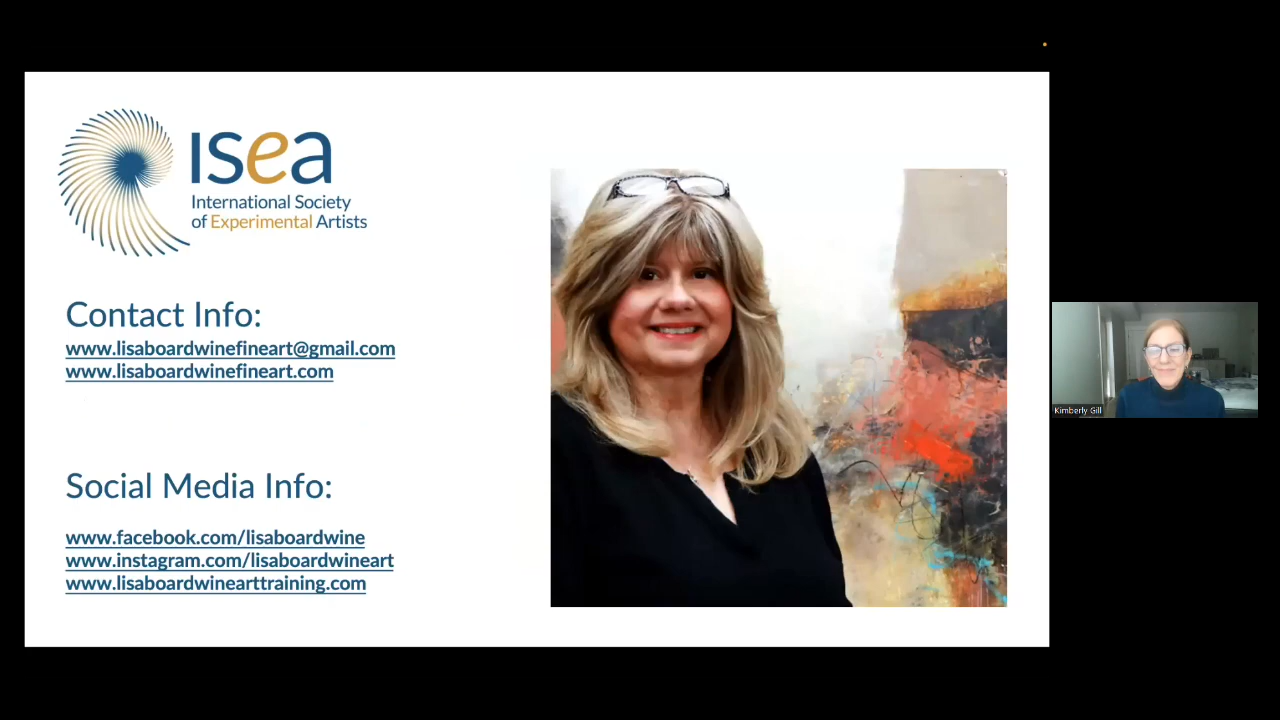 isea
International Society
of Experimental Artists
Contact Info:
www.lisaboardwinefineart@gmail.com
www.lisaboardwinefineart.com
Social Media Info:
www.facebook.com/lisaboardwine
www.instagram.com/lisaboardwineart
www.lisaboardwinearttraining.com
Kimberly Gill